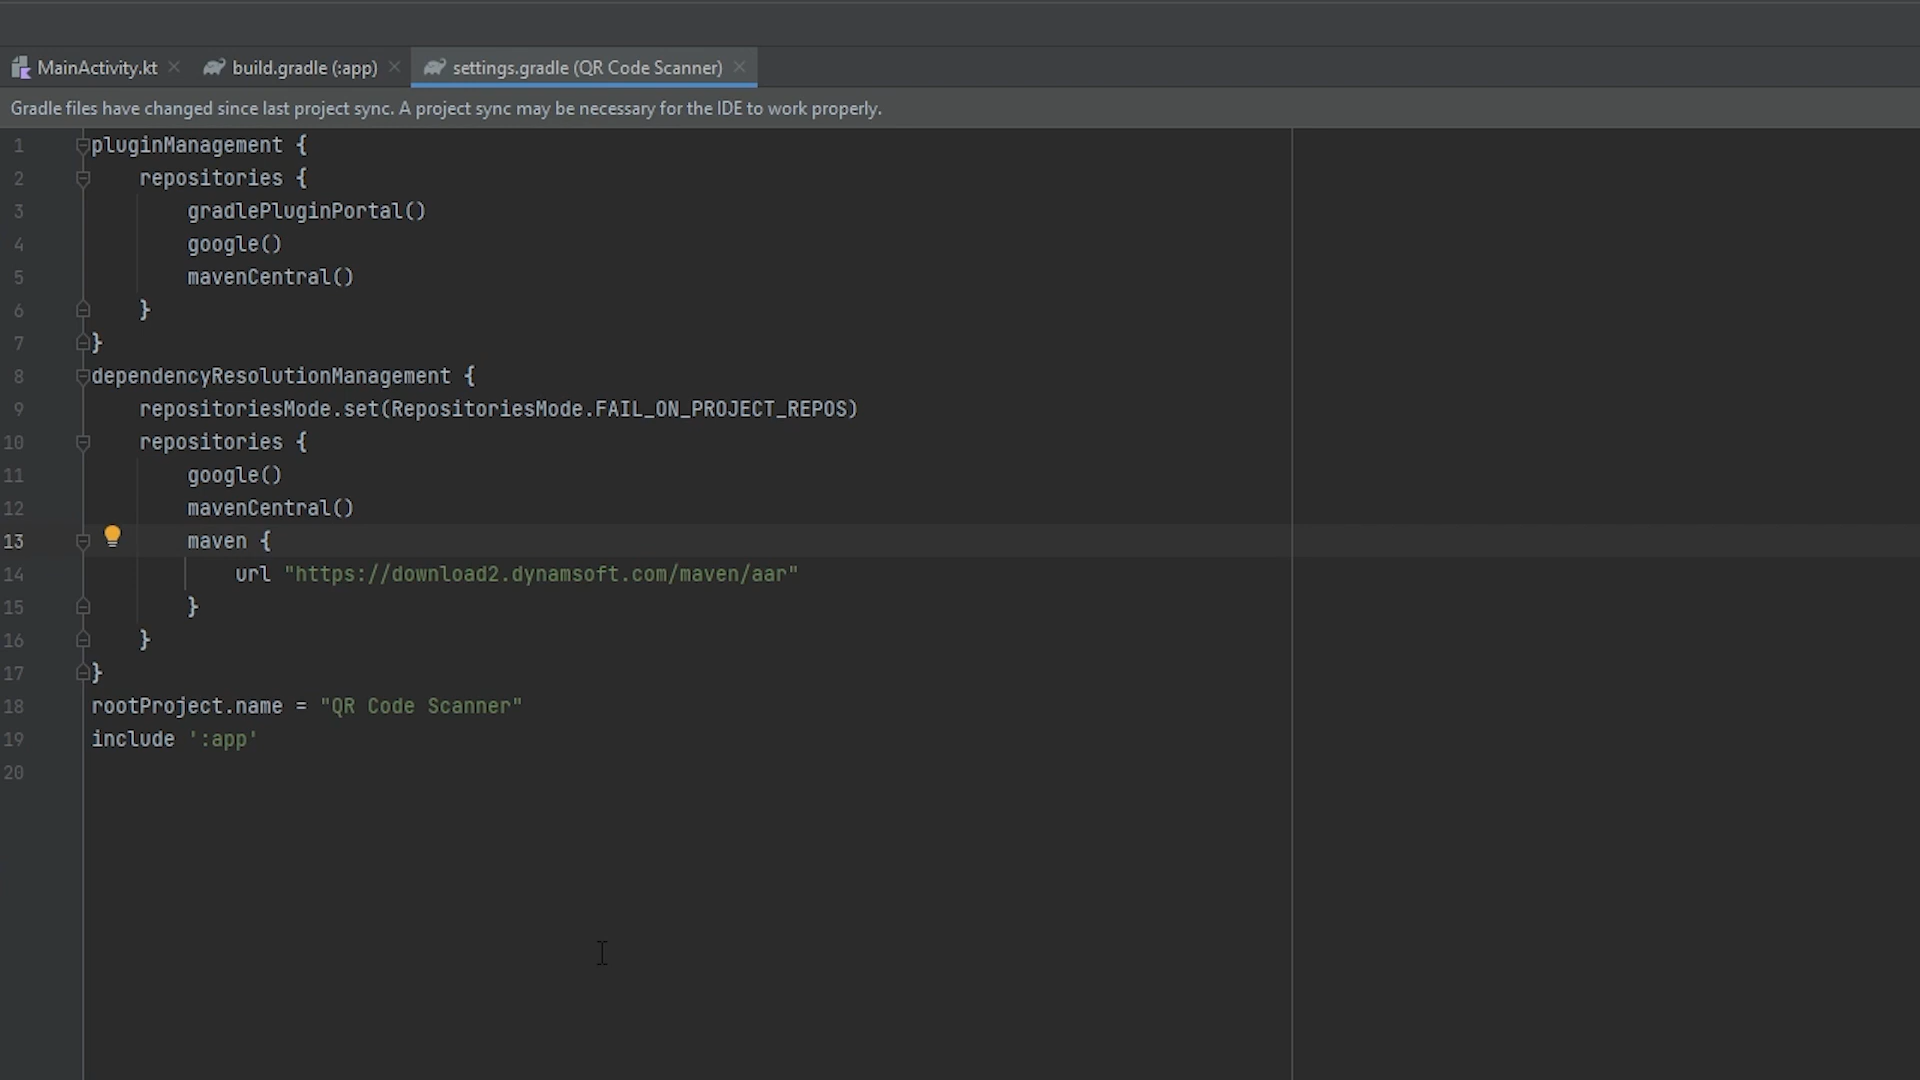 MainActivity.kt build.gradle (:app) settings.gradle (QR Code Scanner)
Gradle files have changed since last project sync. A project sync may be necessary for the IDE to work properly.
1 pluginManagement {
2     repositories {
3         gradlePluginPortal()
4         google()
5         mavenCentral()
6     }
7 }
8 dependencyResolutionManagement {
9     repositoriesMode.set(RepositoriesMode.FAIL_ON_PROJECT_REPOS)
10     repositories {
11         google()
12         mavenCentral()
13         maven {
14             url "https://download2.dynamsoft.com/maven/aar"
15         }
16     }
17 }
18 rootProject.name = "QR Code Scanner"
19 include ':app'
20